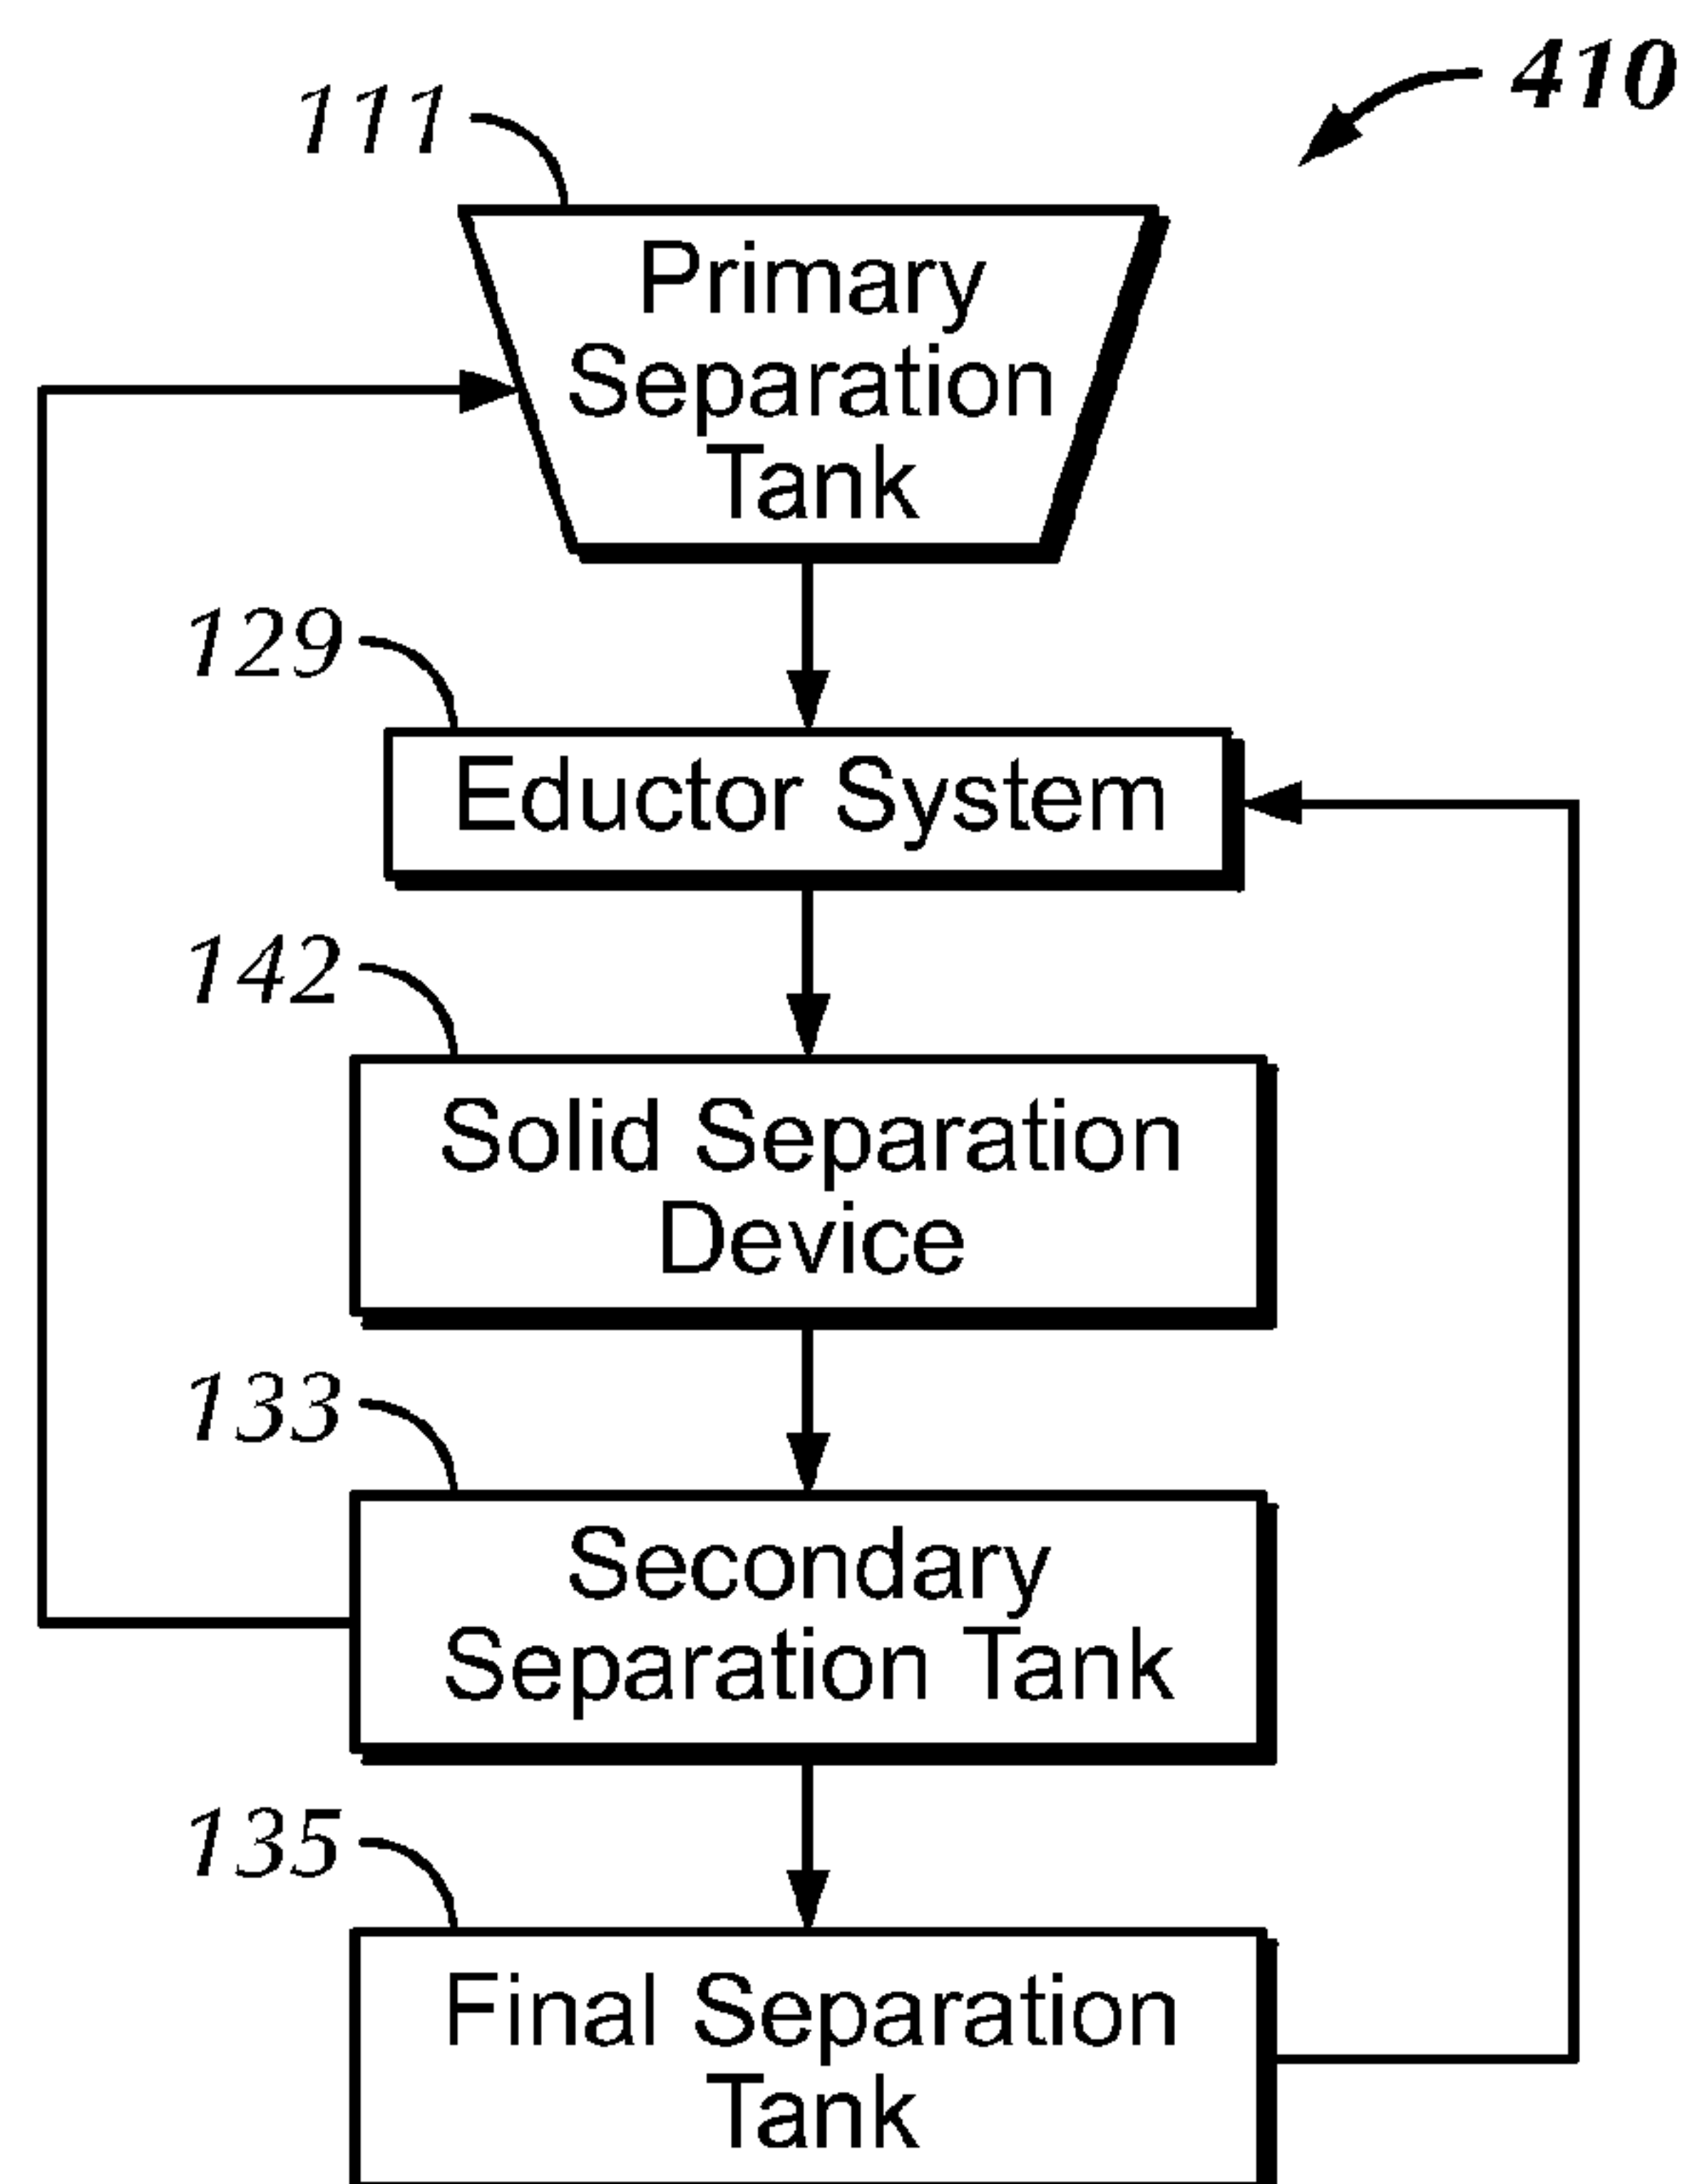 410
111
Primary
Separation
Tank
129
Eductor System
142
Solid Separation
Device
133
Secondary
Separation Tank
135
Final Separation
Tank